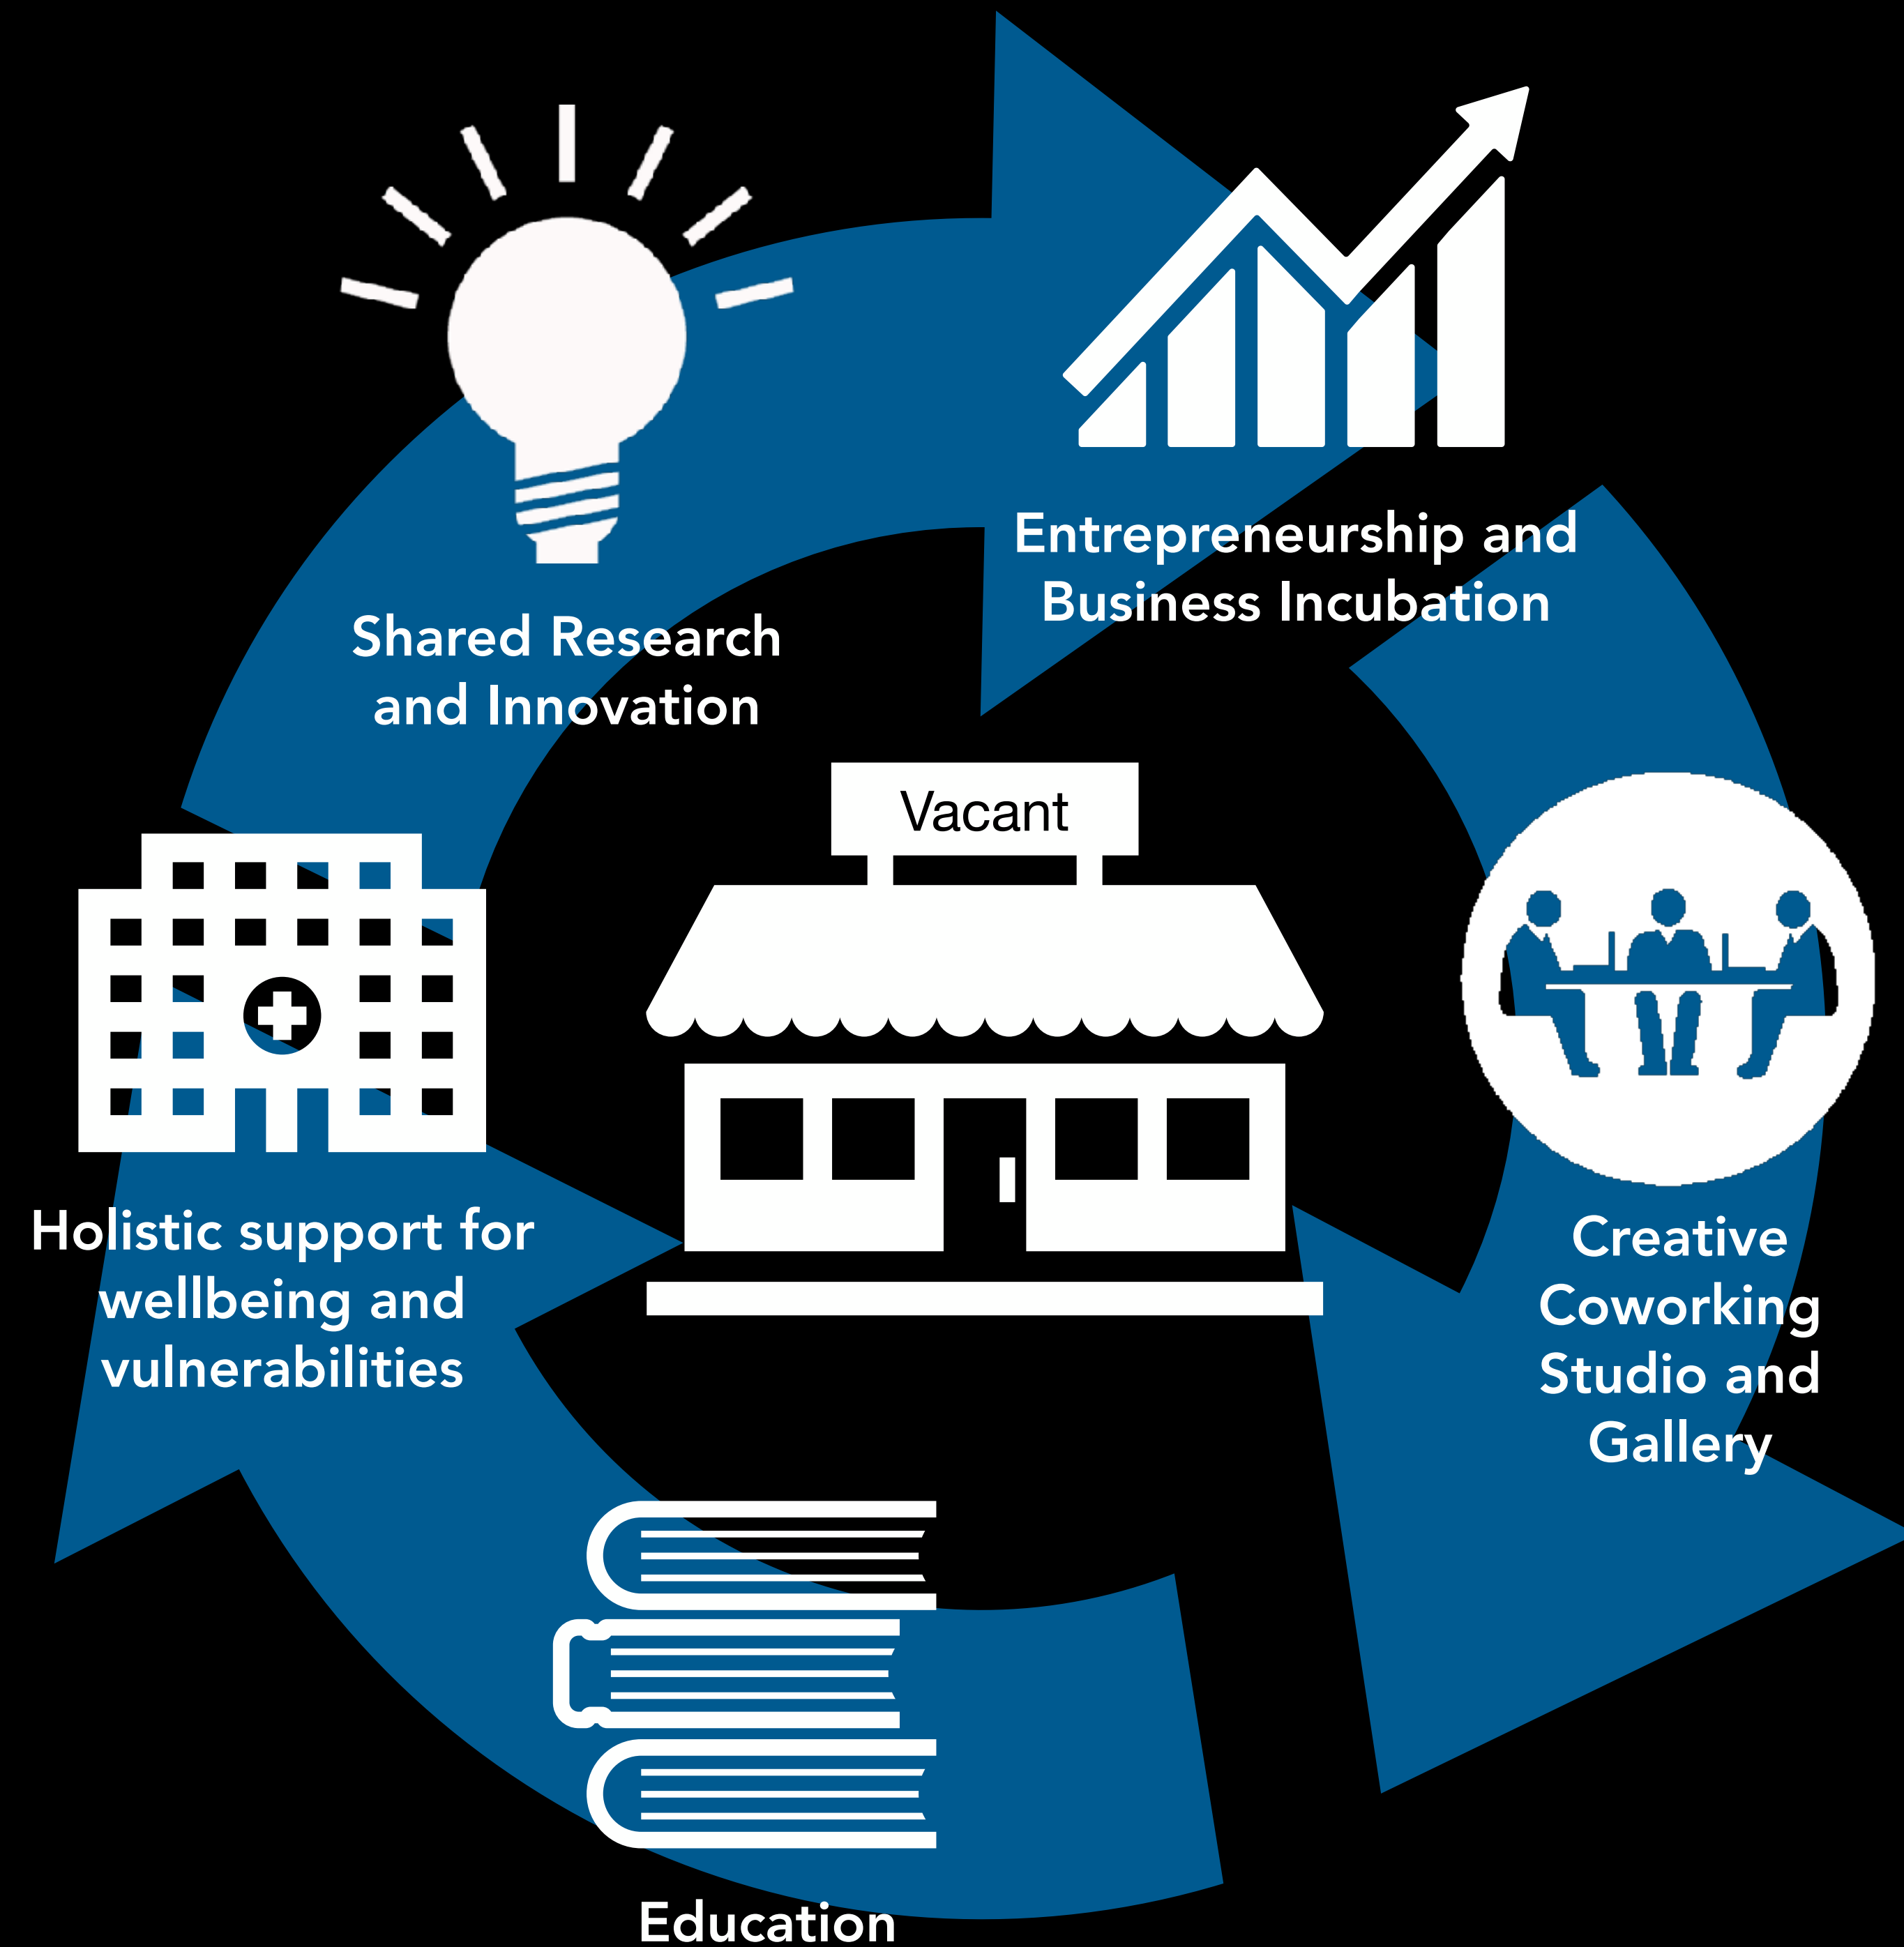 Entrepreneurship and
Business Incubation
Shared Research
and Innovation
Vacant
Holistic support for
wellbeing and
vulnerabilities
Creative
Coworking
Studio and
Gallery
Education